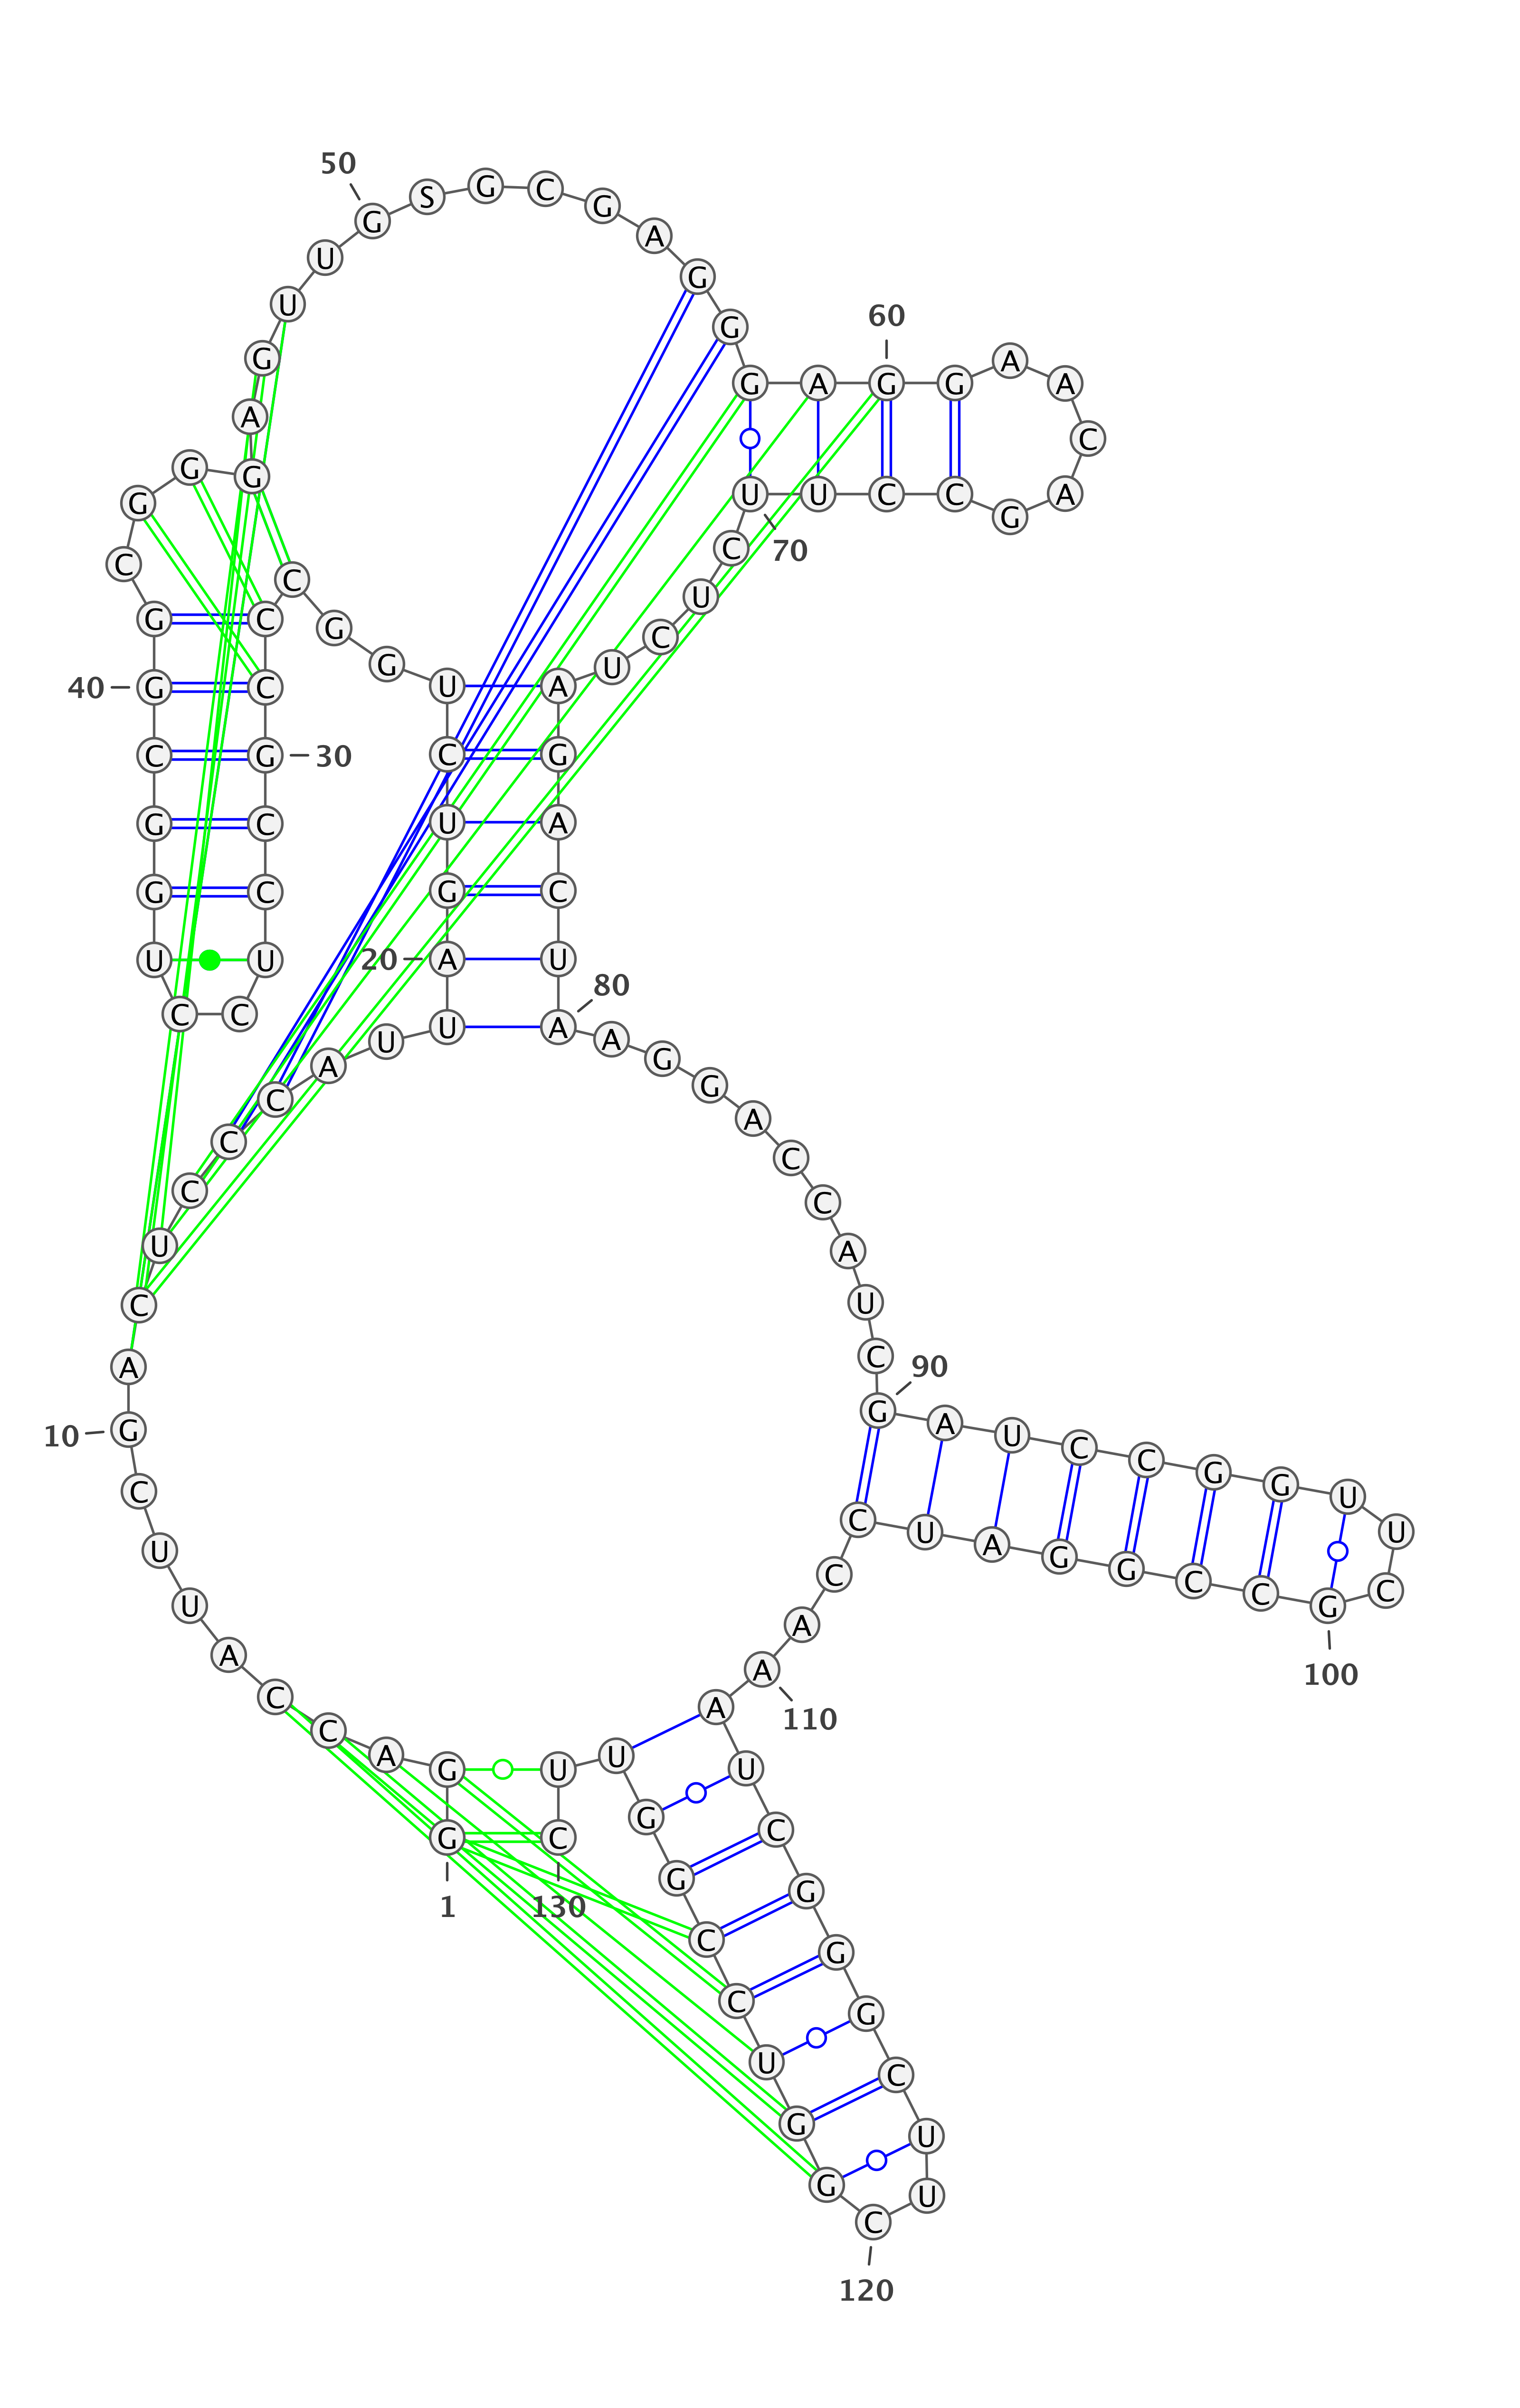 1
G G A C C A U U C G
10
A C U C C C A U U A
20
G U C U G G C C C G
30
C C U C C U G G C G
40
G C G G G A G U U G
50
S G C G A G G G A G
60
G A A C A G C C U U
70
C U C U A G A C U A
80
A G G A C C A U C G
90
A U C C G G U U C G
100
C C G G A U C C A A
110
A U C G G G C U U C
120
G G U C C G G U U C
130